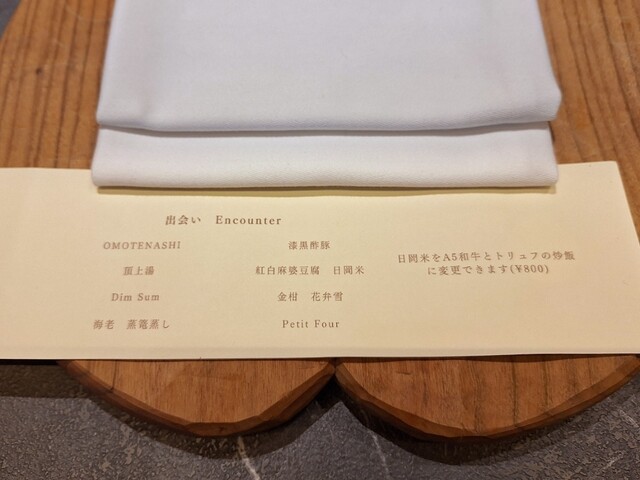 出会い　Encounter
OMOTENASHI
頂上湯
Dim Sum
海老　蒸篭蒸し
漆黒酢豚
紅白麻婆豆腐　日岡米
金柑　花弁雪
Petit Four
日岡米をA5和牛とトリュフの炒飯
に変更できます(¥800)